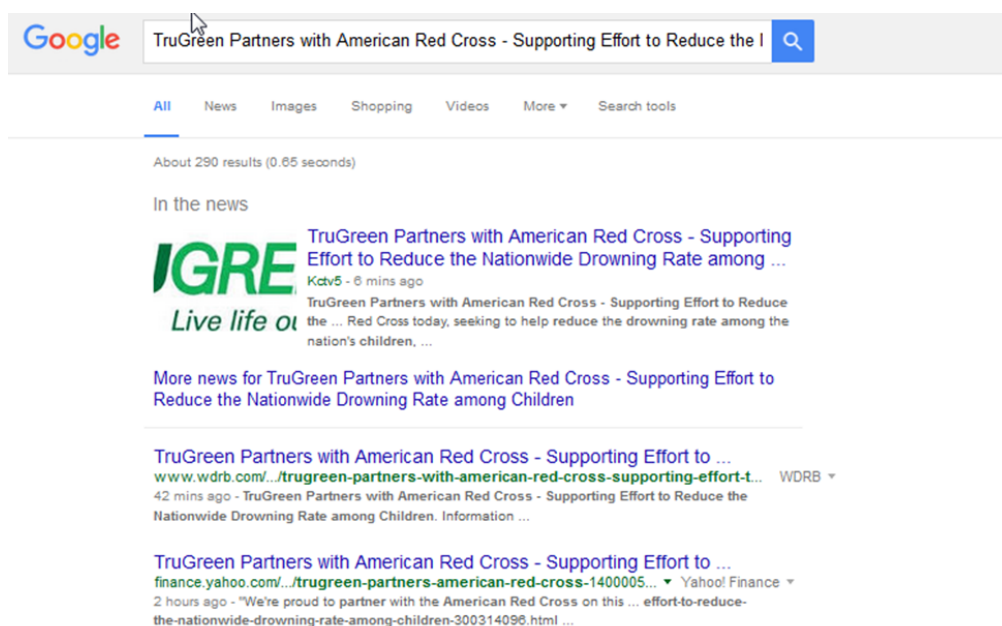 Google
TruGreen Partners with American Red Cross - Supporting Effort to Reduce the
All News Images Shopping Videos More Search tools
About 290 results (0.65 seconds)
In the news
TruGreen Partners with American Red Cross - Supporting
Effort to Reduce the Nationwide Drowning Rate among ...
Kctv5 - 6 mins ago
TruGreen Partners with American Red Cross - Supporting Effort to Reduce
the ... Red Cross today, seeking to help reduce the drowning rate among the
nation's children, ...
UGRE
Live life ou
More news for TruGreen Partners with American Red Cross - Supporting Effort to
Reduce the Nationwide Drowning Rate among Children
TruGreen Partners with American Red Cross - Supporting Effort to ...
www.wdrb.com/.../trugreen-partners-with-american-red-cross-supporting-effort-t... WDRB
42 mins ago - TruGreen Partners with American Red Cross - Supporting Effort to Reduce the
Nationwide Drowning Rate among Children. Information ...
TruGreen Partners with American Red Cross - Supporting Effort to ...
finance.yahoo.com/.../trugreen-partners-american-red-cross-1400005... Yahoo! Finance
2 hours ago - "We're proud to partner with the American Red Cross on this ... effort-to-reduce-
the-nationwide-drowning-rate-among-children-300314096.html ...